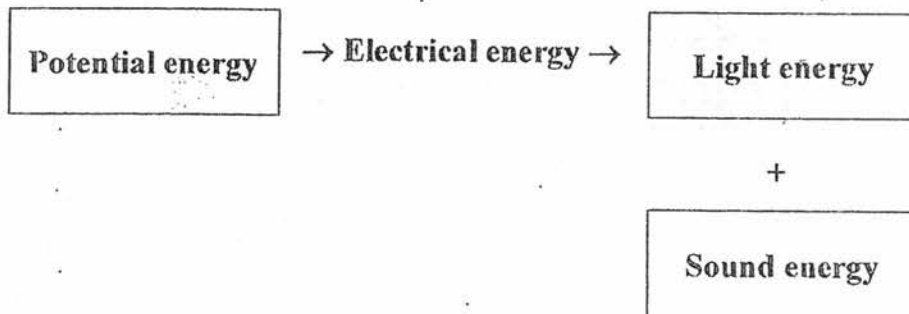 Potential energy → Electrical energy → Light energy
+
Sound energy